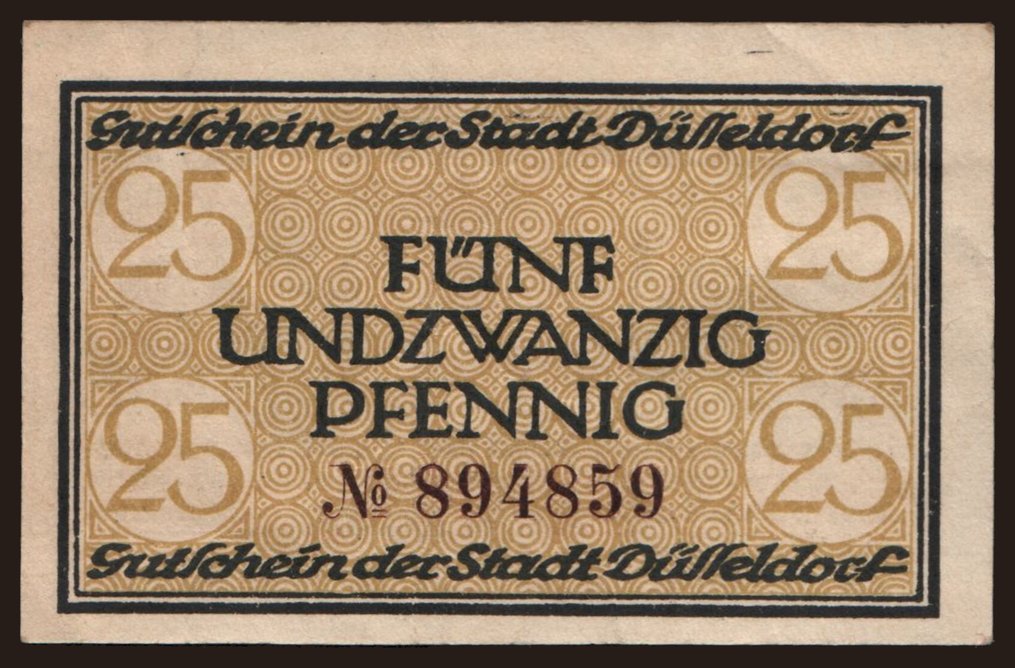 Gutſchein der Stadt Düſſeldorf
25 25
FÜNF
UNDZWANZIG
PFENNIG
25 25
№ 894859
Gutſchein der Stadt Düſſeldorf